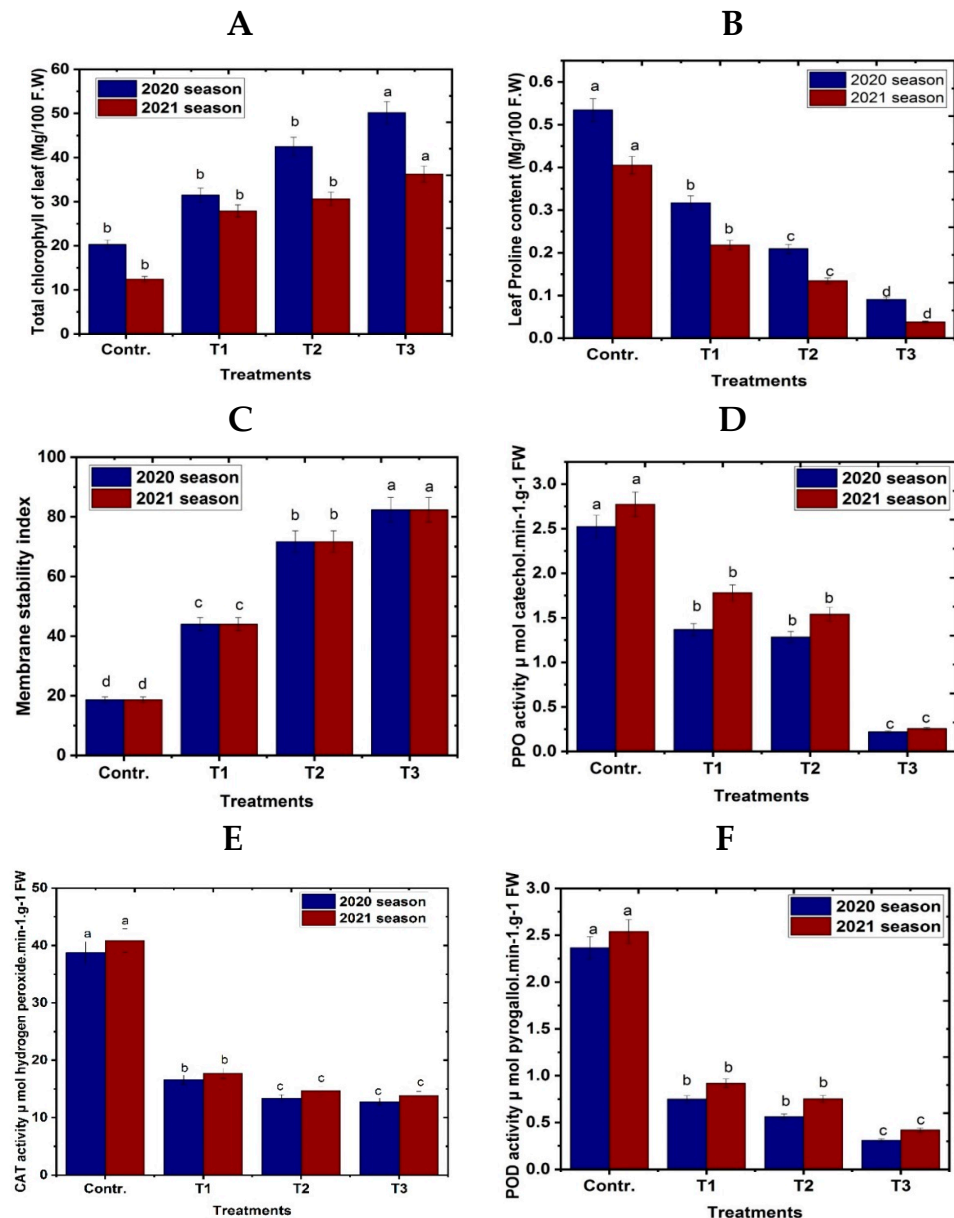 A
Total chlorophyll of leaf (Mg/100 F.W)
60
50
40
30
20
10
0
2020 season
2021 season
b
b
b
b
b
b
a
a
Contr.
T1
T2
T3
Treatments
B
Leaf Proline content (Mg/100 F.W)
0.6
0.5
0.4
0.3
0.2
0.1
0.0
2020 season
2021 season
a
a
b
b
c
c
d
d
Contr.
T1
T2
T3
Treatments
C
Membrane stability index
100
80
60
40
20
0
2020 season
2021 season
d
d
c
c
b
b
a
a
Contr.
T1
T2
T3
Treatments
D
PPO activity µ mol catechol.min-1.g-1 FW
3.0
2.5
2.0
1.5
1.0
0.5
0.0
2020 season
2021 season
a
a
b
b
b
b
c
c
Contr.
T1
T2
T3
Treatments
E
CAT activity µ mol hydrogen peroxide.min-1.g-1 FW
50
40
30
20
10
0
2020 season
2021 season
a
a
b
b
c
c
c
c
Contr.
T1
T2
T3
Treatments
F
POD activity µ mol pyrogallol.min-1.g-1 FW
3.0
2.5
2.0
1.5
1.0
0.5
0.0
2020 season
2021 season
a
a
b
b
b
b
c
c
Contr.
T1
T2
T3
Treatments